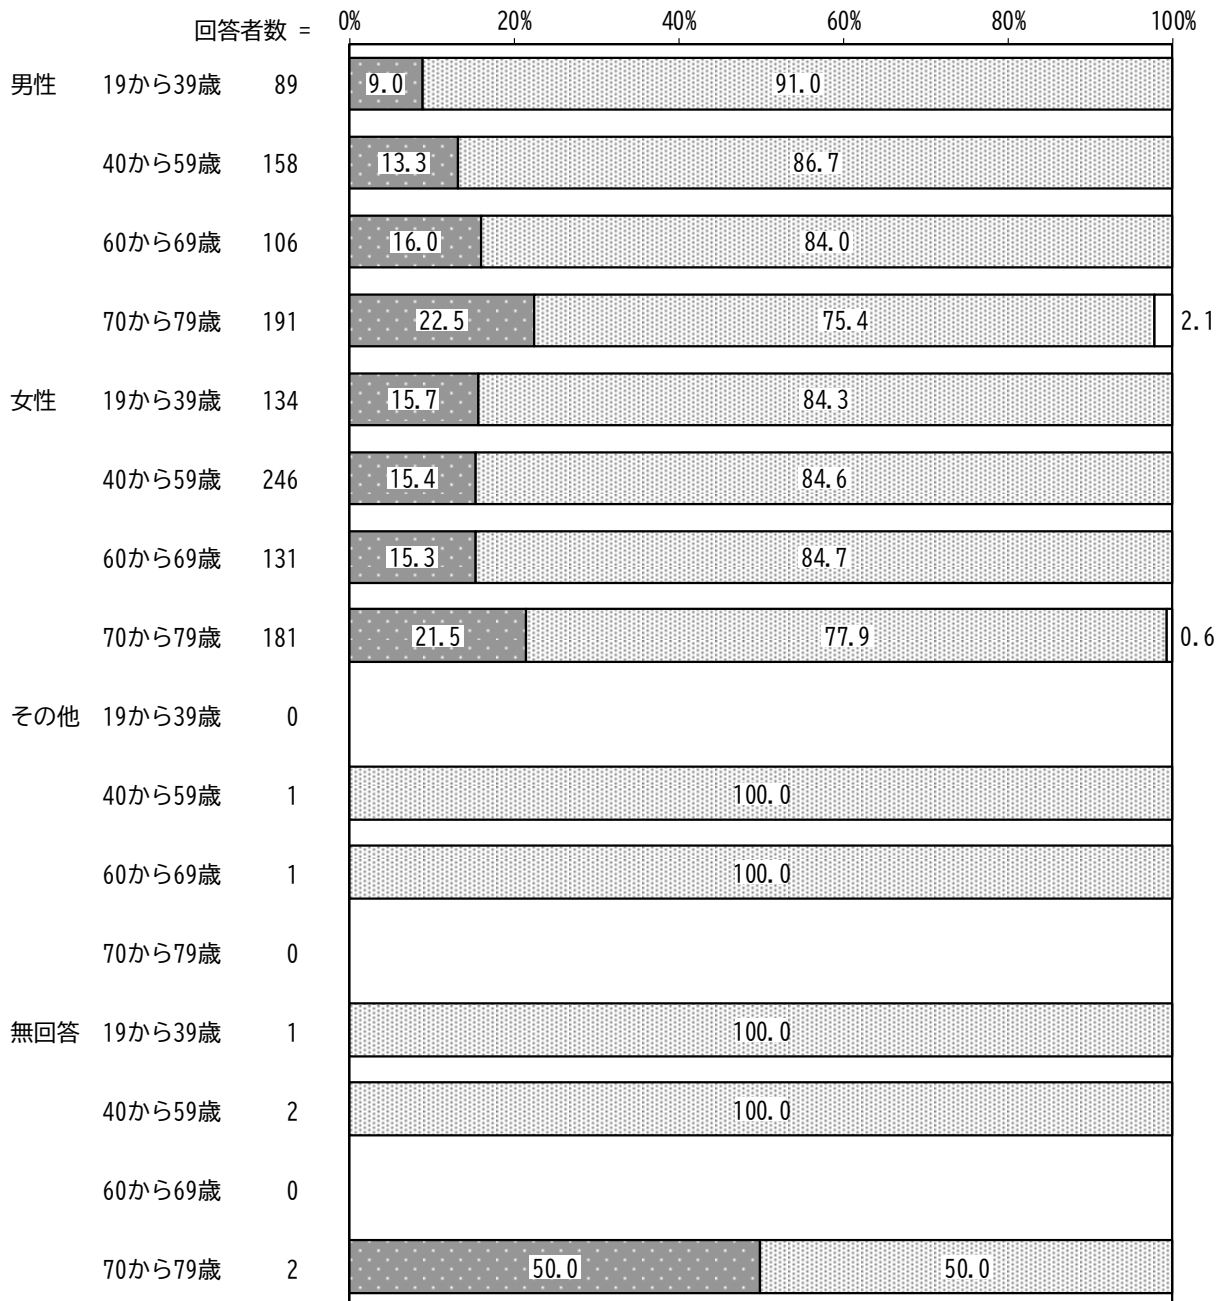 回答者数 = 0% 20% 40% 60% 80% 100%
男性 19から39歳 89 9.0 91.0
40から59歳 158 13.3 86.7
60から69歳 106 16.0 84.0
70から79歳 191 22.5 75.4 2.1
女性 19から39歳 134 15.7 84.3
40から59歳 246 15.4 84.6
60から69歳 131 15.3 84.7
70から79歳 181 21.5 77.9 0.6
その他 19から39歳 0
40から59歳 1 100.0
60から69歳 1 100.0
70から79歳 0
無回答 19から39歳 1 100.0
40から59歳 2 100.0
60から69歳 0
70から79歳 2 50.0 50.0